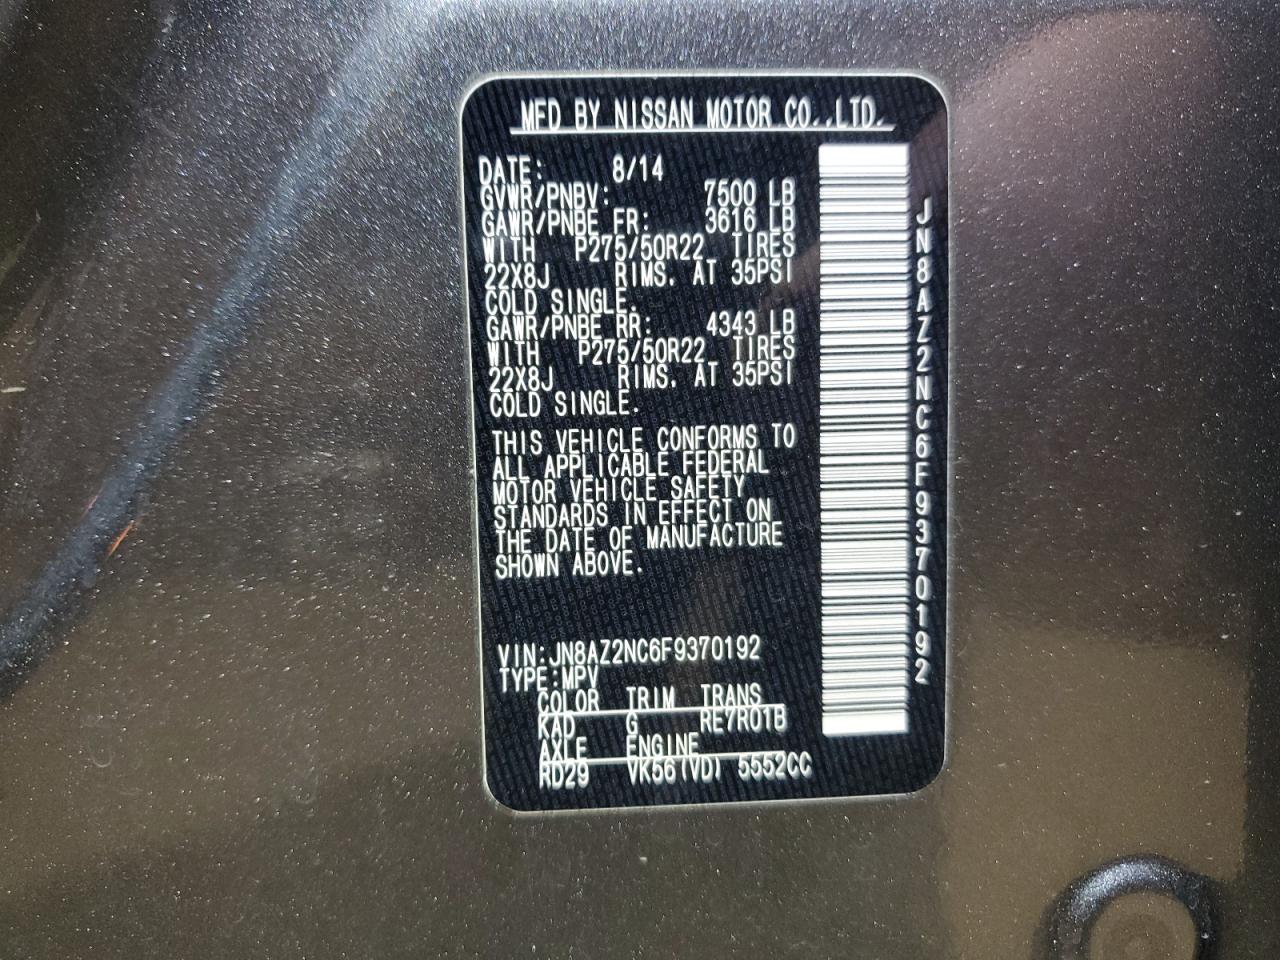 MFD BY NISSAN MOTOR CO.,LTD.
DATE: 8/14
GVWR/PNBV: 7500 LB
GAWR/PNBE FR: 3616 LB
WITH P275/50R22 TIRES
22X8J RIMS. AT 35PSI
COLD SINGLE.
GAWR/PNBE RR: 4343 LB
WITH P275/50R22 TIRES
22X8J RIMS. AT 35PSI
COLD SINGLE.
THIS VEHICLE CONFORMS TO
ALL APPLICABLE FEDERAL
MOTOR VEHICLE SAFETY
STANDARDS IN EFFECT ON
THE DATE OF MANUFACTURE
SHOWN ABOVE.
VIN:JN8AZ2NC6F9370192
TYPE:MPV
COLOR TRIM TRANS
KAD G RE7R01B
AXLE ENGINE
RD29 VK56(VD) 5552CC
JN8AZ2NC6F9370192